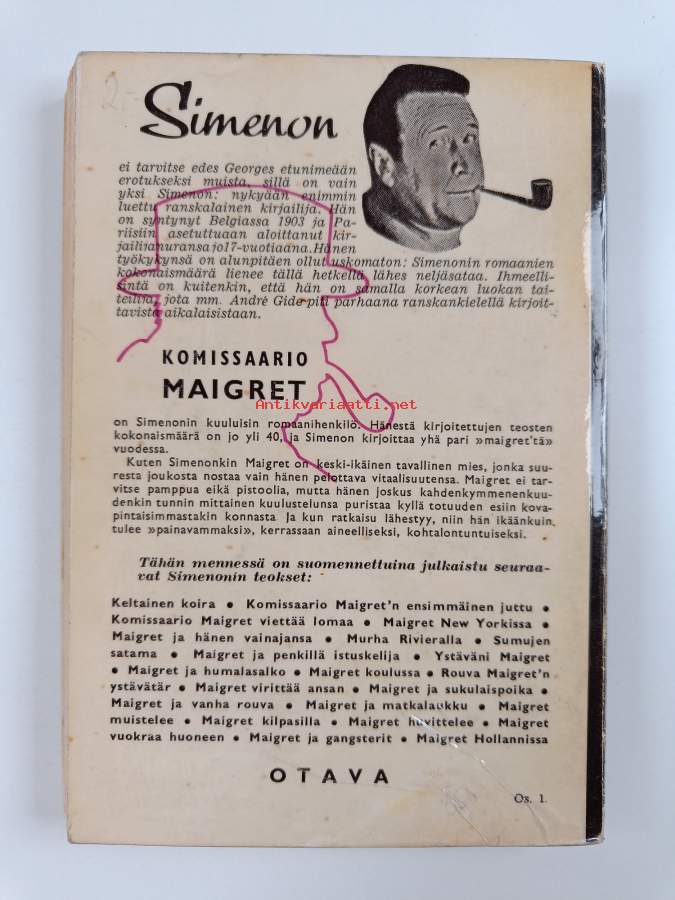 2.-
Simenon
ei tarvitse edes Georges etunimeään
erotukseksi muista, sillä on vain
yksi Simenon: nykyään enimmin
luettu ranskalainen kirjailija. Hän
on syntynyt Belgiassa 1903 ja Pa-
riisiin asetuttuaan aloittanut kir-
jailijanuransa jo 17-vuotiaana. Hänen
työkykynsä on alunpitäen ollut uskomaton: Simenonin romaanien
kokonaismäärä lienee tällä hetkellä lähes neljäsataa. Ihmeelli-
sintä on kuitenkin, että hän on samalla korkean luokan tai-
teilija, jota mm. André Gide piti parhaana ranskankielellä kirjoit-
tavista aikalaisistaan.
KOMISSAARIO
MAIGRET
Antikvariaatti.net
on Simenonin kuuluisin romaanihenkilö. Hänestä kirjoitettujen teosten
kokonaismäärä on jo yli 40, ja Simenon kirjoittaa yhä pari »maigret'tä»
vuodessa.
Kuten Simenonkin Maigret on keski-ikäinen tavallinen mies, jonka suu-
resta joukosta nostaa vain hänen pelottava vitaalisuutensa. Maigret ei tar-
vitse pamppua eikä pistoolia, mutta hänen joskus kahdenkymmenenkuu-
denkin tunnin mittainen kuulustelunsa puristaa kyllä totuuden esiin kova-
pintaisimmastakin konnasta. Ja kun ratkaisu lähestyy, niin hän ikäänkuin
tulee »painavammaksi», kerrassaan aineelliseksi, kohtalontuntuiseksi.
Tähän mennessä on suomennettuina julkaistu seuraa-
vat Simenonin teokset:
Keltainen koira • Komissaario Maigret'n ensimmäinen juttu •
Komissaario Maigret viettää lomaa • Maigret New Yorkissa •
Maigret ja hänen vainajansa • Murha Rivieralla • Sumujen
satama • Maigret ja penkillä istuskelija • Ystäväni Maigret
• Maigret ja humalasalko • Maigret koulussa • Rouva Maigret'n
ystävätär • Maigret virittää ansan • Maigret ja sukulaispoika •
Maigret ja vanha rouva • Maigret ja matkalaukku • Maigret
muistelee • Maigret kilpasilla • Maigret huvittelee • Maigret
vuokraa huoneen • Maigret ja gangsterit • Maigret Hollannissa
OTAVA
Os. 1.